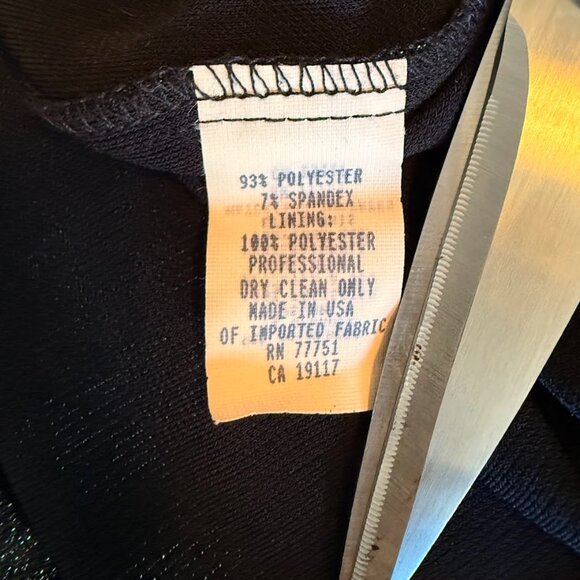 93% POLYESTER
7% SPANDEX
LINING:
100% POLYESTER
PROFESSIONAL
DRY CLEAN ONLY
MADE IN USA
OF IMPORTED FABRIC
RN 77751
CA 19117